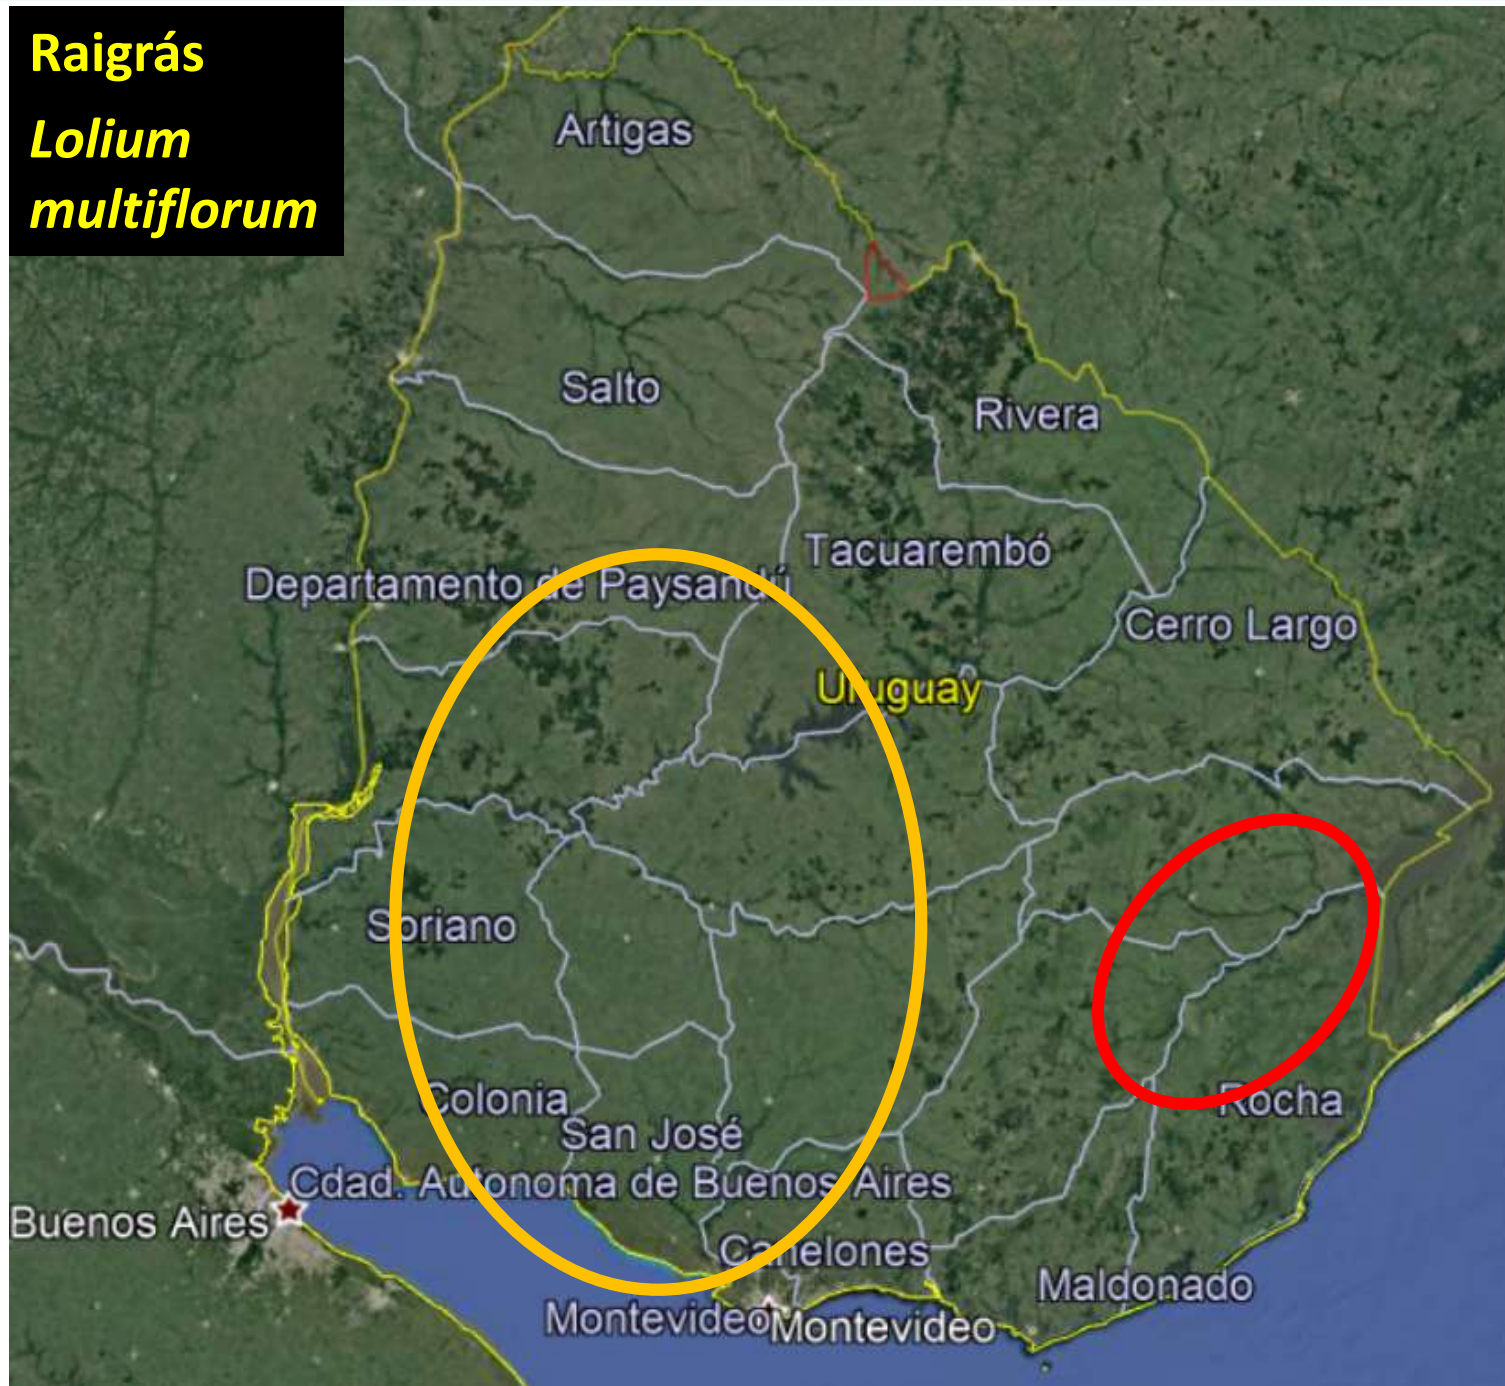 Raigrás
Lolium
multiflorum
Artigas
Salto
Rivera
Tacuarembó
Departamento de Paysandú
Cerro Largo
Uruguay
Soriano
Colonia
Rocha
San José
Cdad. Autonoma de Buenos Aires
Buenos Aires
Canelones
Maldonado
Montevideo
Montevideo